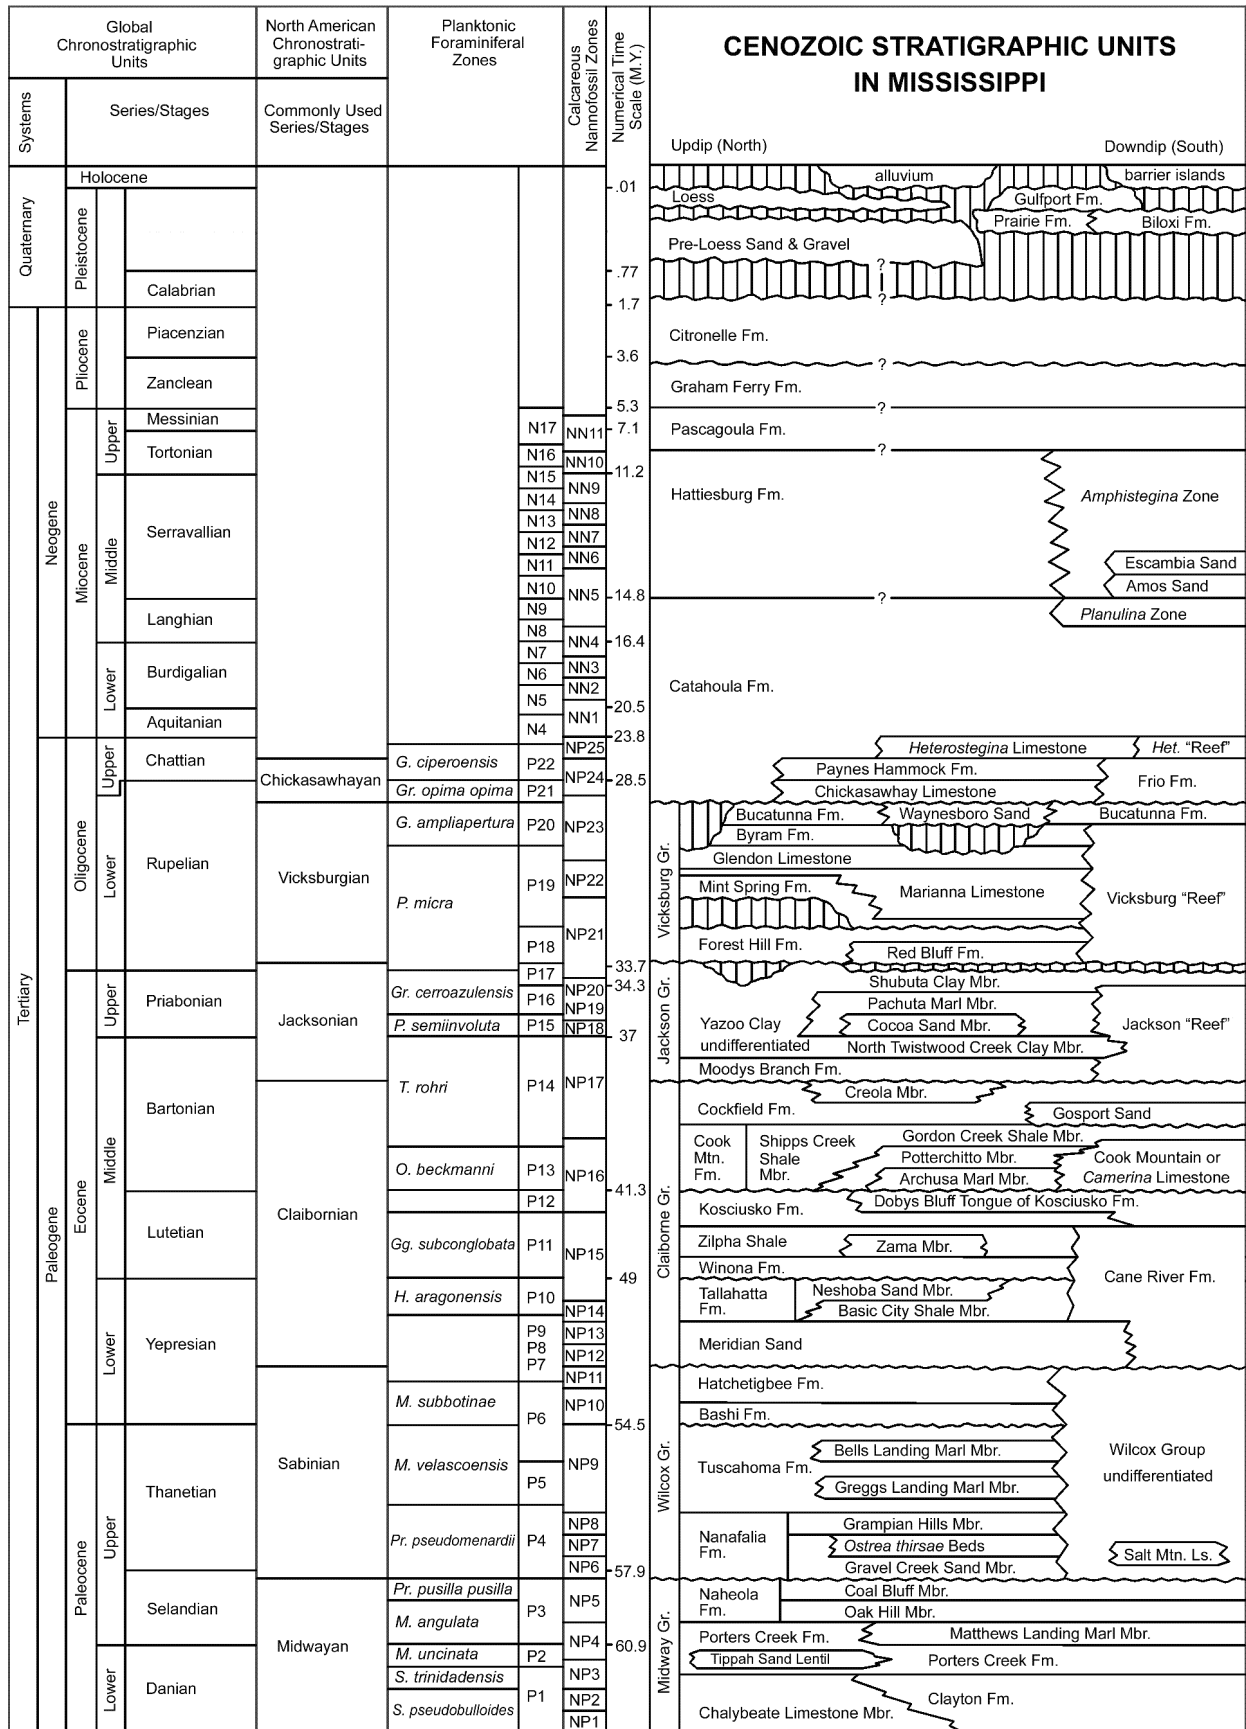 Global
Chronostratigraphic
Units
North American
Chronostrati-
graphic Units
Planktonic
Foraminiferal
Zones
Calcareous
Nannofossil Zones
Numerical Time
Scale (M.Y.)
CENOZOIC STRATIGRAPHIC UNITS
IN MISSISSIPPI
Systems
Series/Stages
Commonly Used
Series/Stages
Updip (North)
Downdip (South)
Quaternary
Tertiary
Neogene
Paleogene
Holocene
Pleistocene
Calabrian
Pliocene
Piacenzian
Zanclean
Miocene
Upper
Messinian
Tortonian
Middle
Serravallian
Langhian
Lower
Burdigalian
Aquitanian
Oligocene
Upper
Chattian
Lower
Rupelian
Eocene
Upper
Priabonian
Middle
Bartonian
Lutetian
Lower
Yepresian
Paleocene
Upper
Thanetian
Selandian
Lower
Danian
Chickasawhayan
Vicksburgian
Jacksonian
Claibornian
Sabinian
Midwayan
G. ciperoensis
Gr. opima opima
G. ampliapertura
P. micra
Gr. cerroazulensis
P. semiinvoluta
T. rohri
O. beckmanni
Gg. subconglobata
H. aragonensis
M. subbotinae
M. velascoensis
Pr. pseudomenardii
Pr. pusilla pusilla
M. angulata
M. uncinata
S. trinidadensis
S. pseudobulloides
N17
N16
N15
N14
N13
N12
N11
N10
N9
N8
N7
N6
N5
N4
P22
P21
P20
P19
P18
P17
P16
P15
P14
P13
P12
P11
P10
P9
P8
P7
P6
P5
P4
P3
P2
P1
NN11
NN10
NN9
NN8
NN7
NN6
NN5
NN4
NN3
NN2
NN1
NP25
NP24
NP23
NP22
NP21
NP20
NP19
NP18
NP17
NP16
NP15
NP14
NP13
NP12
NP11
NP10
NP9
NP8
NP7
NP6
NP5
NP4
NP3
NP2
NP1
.01
.77
1.7
3.6
5.3
7.1
11.2
14.8
16.4
20.5
23.8
28.5
33.7
34.3
37
41.3
49
54.5
57.9
60.9
alluvium
barrier islands
Loess
Gulfport Fm.
Prairie Fm.
Biloxi Fm.
Pre-Loess Sand & Gravel
?
?
Citronelle Fm.
?
Graham Ferry Fm.
?
Pascagoula Fm.
?
Hattiesburg Fm.
Amphistegina Zone
Escambia Sand
Amos Sand
?
Planulina Zone
Catahoula Fm.
Heterostegina Limestone
Het. “Reef”
Paynes Hammock Fm.
Frio Fm.
Chickasawhay Limestone
Vicksburg Gr.
Bucatunna Fm.
Waynesboro Sand
Bucatunna Fm.
Byram Fm.
Glendon Limestone
Mint Spring Fm.
Marianna Limestone
Vicksburg “Reef”
Forest Hill Fm.
Red Bluff Fm.
Jackson Gr.
Shubuta Clay Mbr.
Pachuta Marl Mbr.
Yazoo Clay
undifferentiated
Cocoa Sand Mbr.
Jackson “Reef”
North Twistwood Creek Clay Mbr.
Moodys Branch Fm.
Claiborne Gr.
Creola Mbr.
Cockfield Fm.
Gosport Sand
Cook
Mtn.
Fm.
Shipps Creek
Shale
Mbr.
Gordon Creek Shale Mbr.
Potterchitto Mbr.
Archusa Marl Mbr.
Cook Mountain or
Camerina Limestone
Kosciusko Fm.
Dobys Bluff Tongue of Kosciusko Fm.
Zilpha Shale
Zama Mbr.
Winona Fm.
Cane River Fm.
Tallahatta
Fm.
Neshoba Sand Mbr.
Basic City Shale Mbr.
Meridian Sand
Wilcox Gr.
Hatchetigbee Fm.
Bashi Fm.
Tuscahoma Fm.
Bells Landing Marl Mbr.
Greggs Landing Marl Mbr.
Wilcox Group
undifferentiated
Nanafalia
Fm.
Grampian Hills Mbr.
Ostrea thirsae Beds
Gravel Creek Sand Mbr.
Salt Mtn. Ls.
Midway Gr.
Naheola
Fm.
Coal Bluff Mbr.
Oak Hill Mbr.
Porters Creek Fm.
Matthews Landing Marl Mbr.
Tippah Sand Lentil
Porters Creek Fm.
Clayton Fm.
Chalybeate Limestone Mbr.